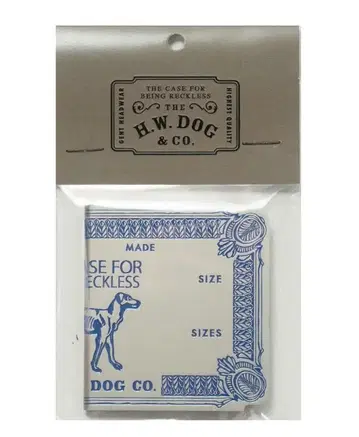 THE CASE FOR
BEING RECKLESS
THE
H.W. DOG
& CO.
GENT HEADWEAR
HIGHEST QUALITY
MADE
SE FOR
ECKLESS
SIZE
SIZES
DOG CO.